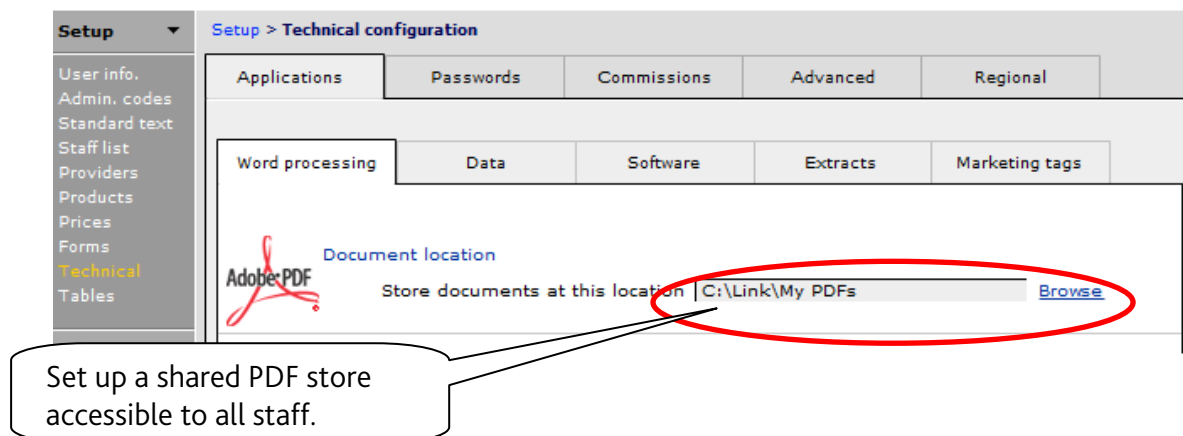 Setup
Setup > Technical configuration
User info.
Admin. codes
Standard text
Staff list
Providers
Products
Prices
Forms
Technical
Tables
Applications Passwords Commissions Advanced Regional
Word processing Data Software Extracts Marketing tags
Adobe PDF
Document location
Store documents at this location C:\Link\My PDFs Browse
Set up a shared PDF store
accessible to all staff.